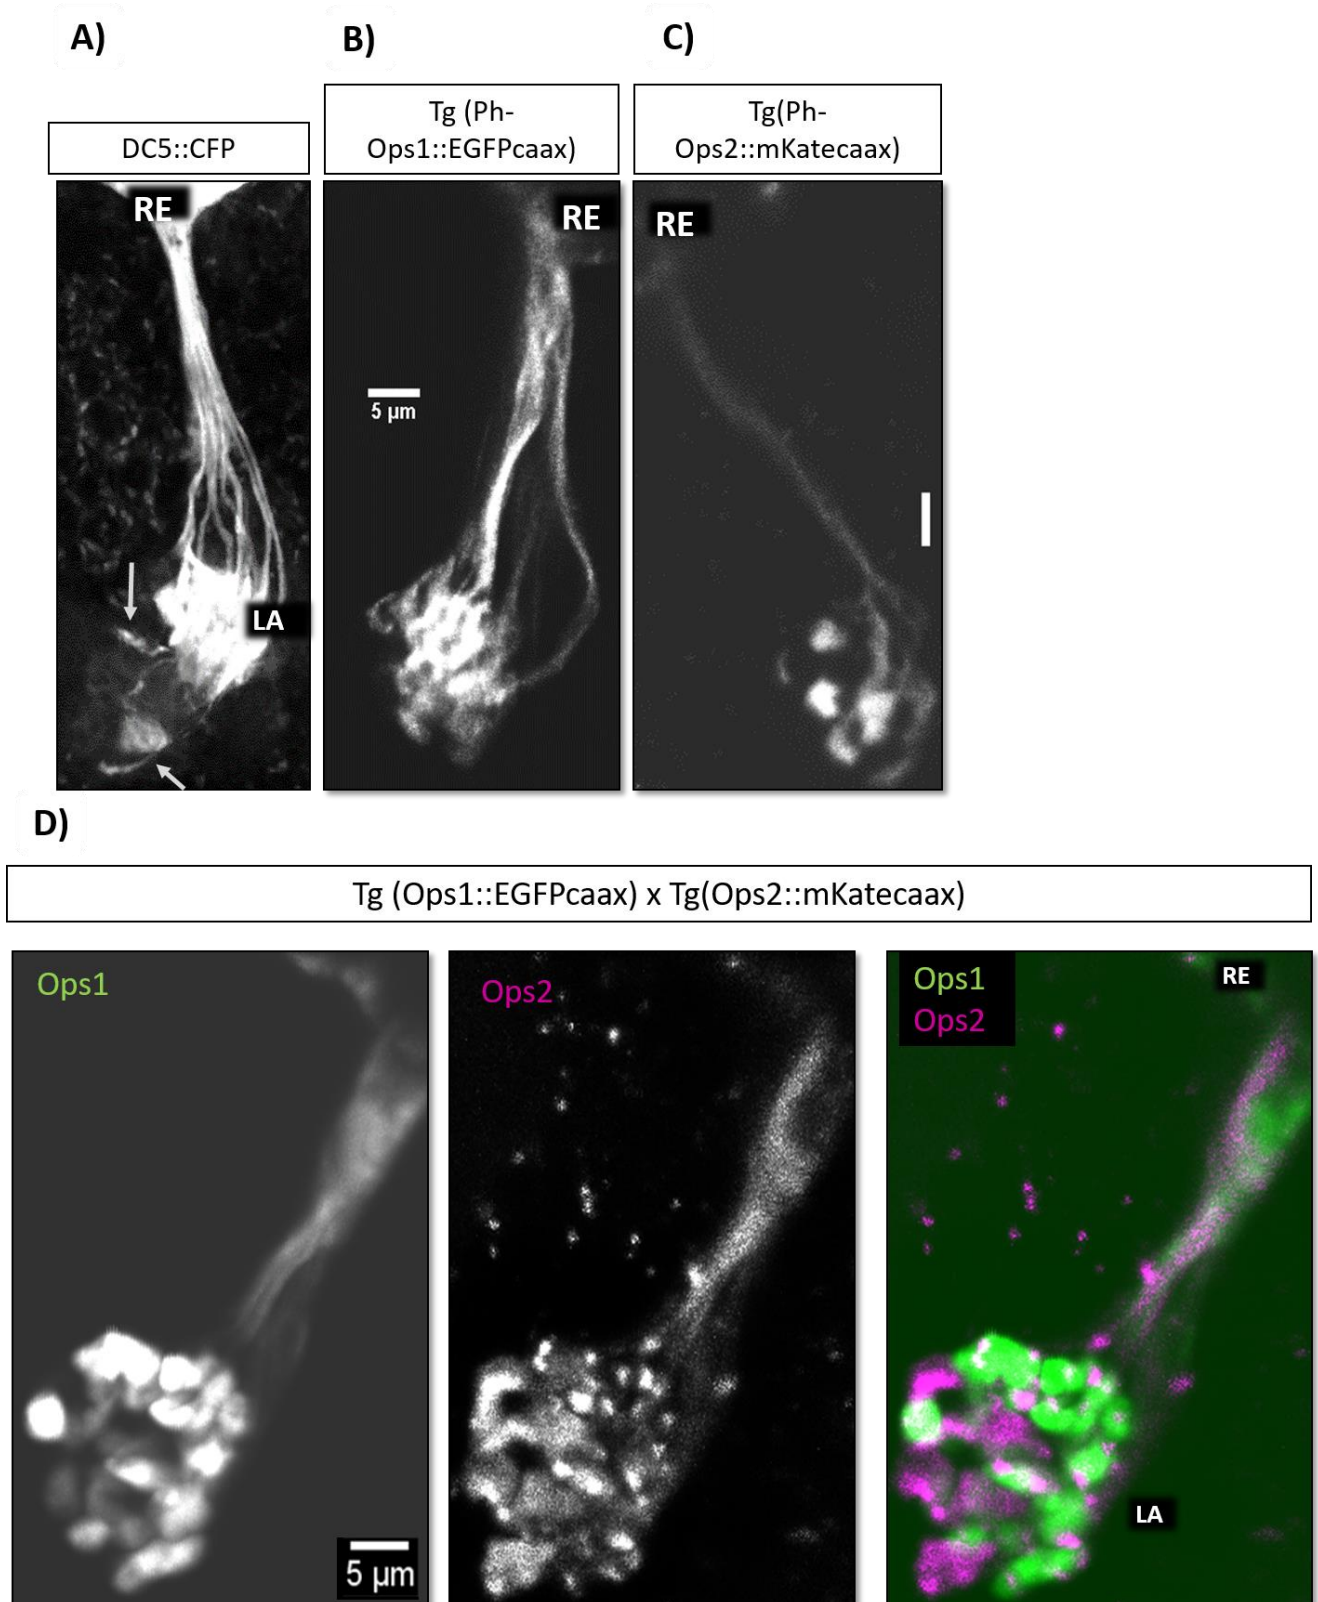 A)
B)
C)
DC5::CFP
Tg (Ph-
Ops1::EGFPcaax)
Tg(Ph-
Ops2::mKatecaax)
RE
RE
RE
5 µm
LA
D)
Tg (Ops1::EGFPcaax) x Tg(Ops2::mKatecaax)
Ops1
Ops2
Ops1
Ops2
RE
LA
5 µm